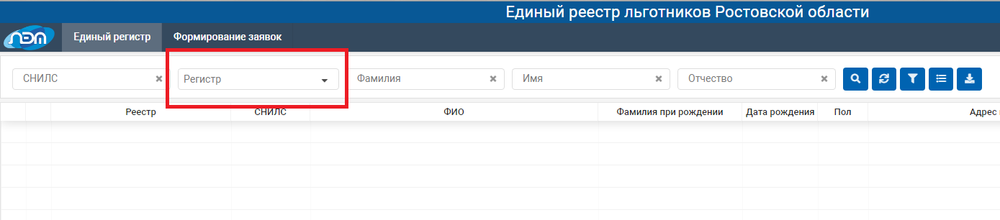 Единый реестр льготников Ростовской области
ЛДМ Единый регистр Формирование заявок
СНИЛС Регистр Фамилия Имя Отчество
Реестр СНИЛС ФИО Фамилия при рождении Дата рождения Пол Адрес